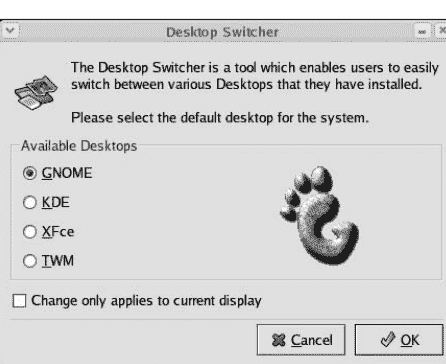 Desktop Switcher
The Desktop Switcher is a tool which enables users to easily
switch between various Desktops that they have installed.
Please select the default desktop for the system.
Available Desktops
GNOME
KDE
XFce
TWM
Change only applies to current display
Cancel
OK